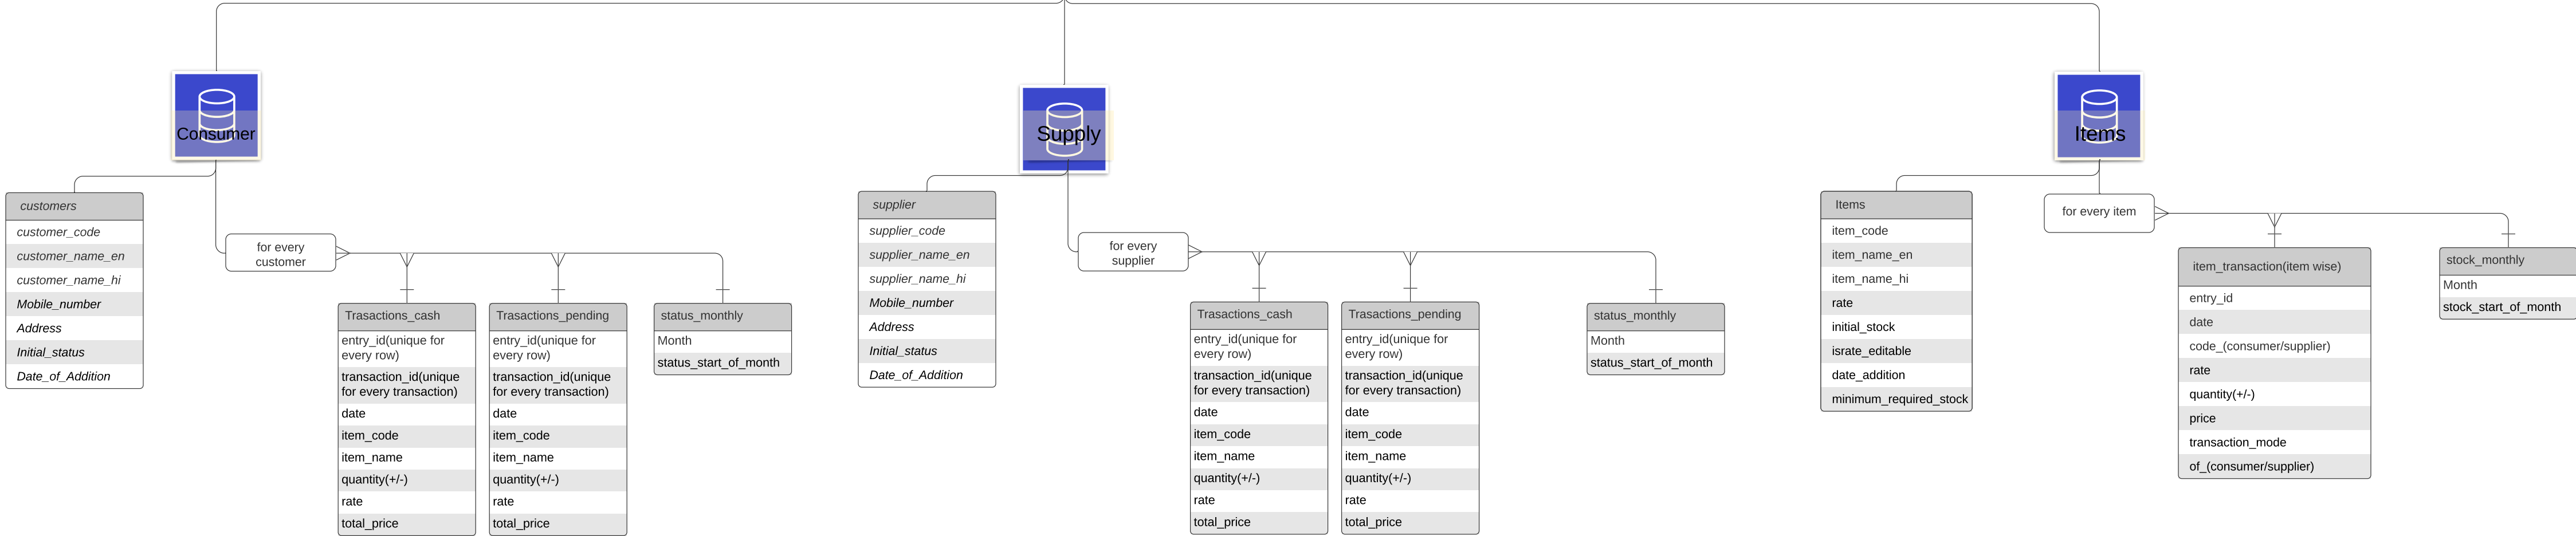 Consumer
customers
customer_code
customer_name_en
customer_name_hi
Mobile_number
Address
Initial_status
Date_of_Addition
for every
customer
Trasactions_cash
entry_id(unique for
every row)
transaction_id(unique
for every transaction)
date
item_code
item_name
quantity(+/-)
rate
total_price
Trasactions_pending
entry_id(unique for
every row)
transaction_id(unique
for every transaction)
date
item_code
item_name
quantity(+/-)
rate
total_price
status_monthly
Month
status_start_of_month
Supply
supplier
supplier_code
supplier_name_en
supplier_name_hi
Mobile_number
Address
Initial_status
Date_of_Addition
for every
supplier
Trasactions_cash
entry_id(unique for
every row)
transaction_id(unique
for every transaction)
date
item_code
item_name
quantity(+/-)
rate
total_price
Trasactions_pending
entry_id(unique for
every row)
transaction_id(unique
for every transaction)
date
item_code
item_name
quantity(+/-)
rate
total_price
status_monthly
Month
status_start_of_month
Items
Items
item_code
item_name_en
item_name_hi
rate
initial_stock
israte_editable
date_addition
minimum_required_stock
for every item
item_transaction(item wise)
entry_id
date
code_(consumer/supplier)
rate
quantity(+/-)
price
transaction_mode
of_(consumer/supplier)
stock_monthly
Month
stock_start_of_month